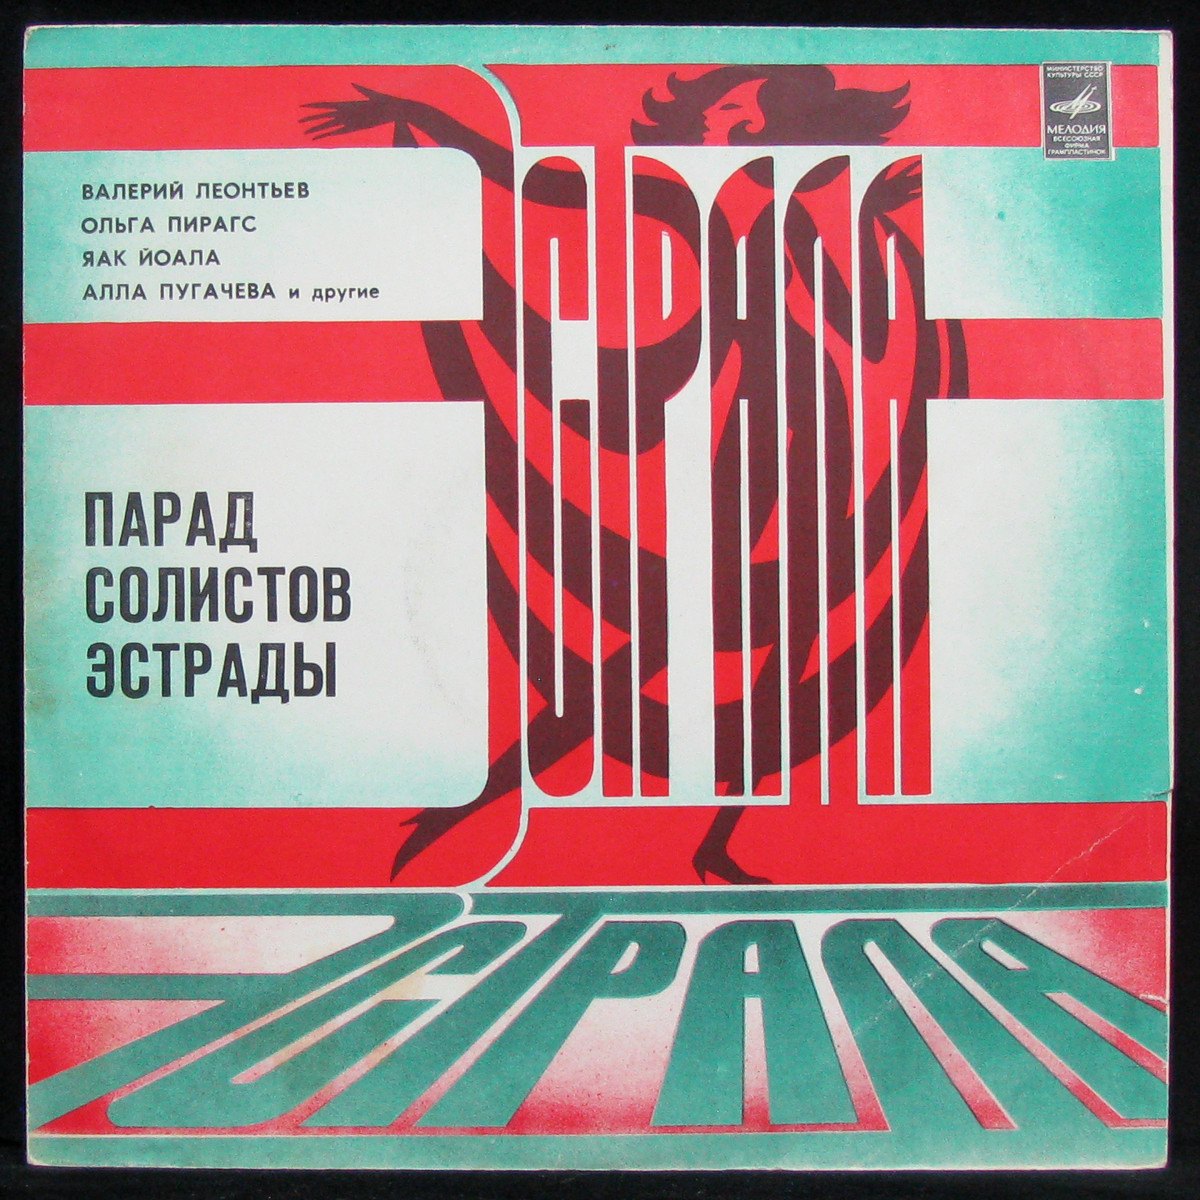 МИНИСТЕРСТВО
КУЛЬТУРЫ СССР
МЕЛОДИЯ
ВСЕСОЮЗНАЯ
ФИРМА
ГРАМПЛАСТИНОК
ВАЛЕРИЙ ЛЕОНТЬЕВ
ОЛЬГА ПИРАГС
ЯАК ЙОАЛА
АЛЛА ПУГАЧЕВА и другие
ЭСТРАДА
ПАРАД
СОЛИСТОВ
ЭСТРАДЫ
ЭСТРАДА